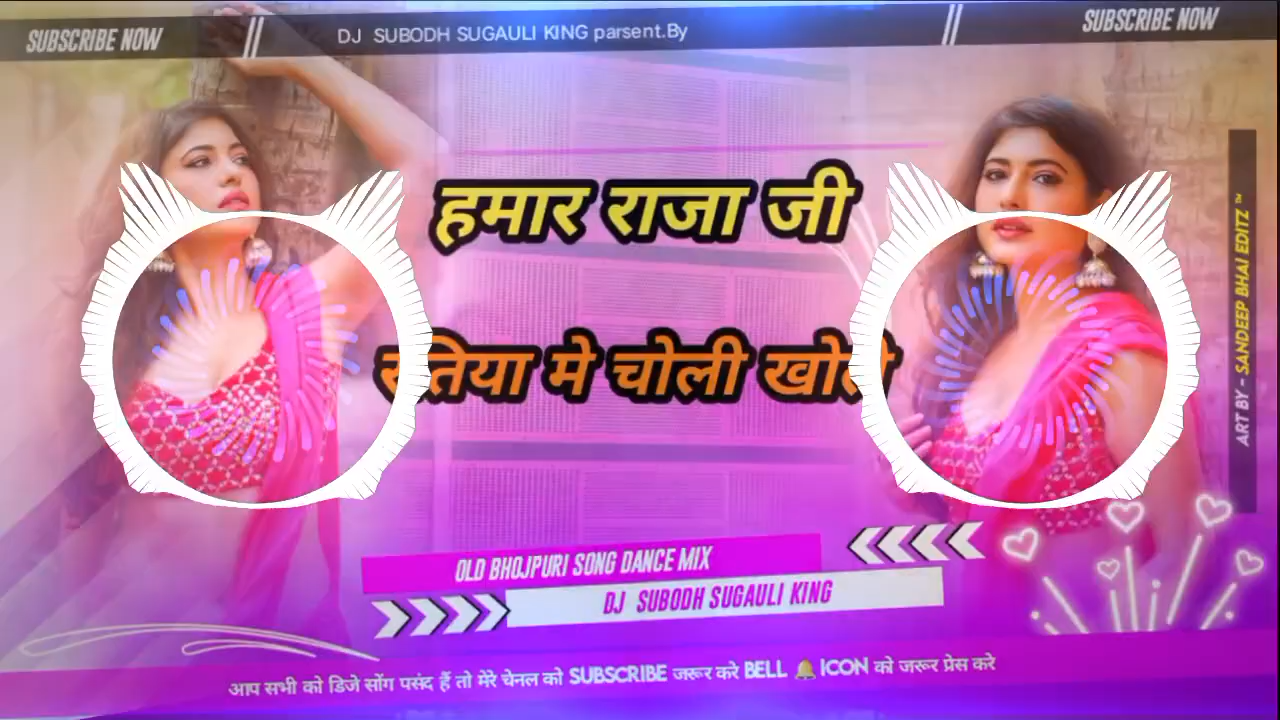 SUBSCRIBE NOW
DJ SUBODH SUGAULI KING parsent.By
SUBSCRIBE NOW
हमार राजा जी
मे चोली
OLD BHOJPURI SONG DANCE MIX
DJ SUBODH SUGAULI KING
ART BY - SANDEEP BHAI EDITZ™
आप सभी को डिजे सोंग पसंद हैं तो मेरे चेनल को SUBSCRIBE जरूर करे BELL 🔔 ICON को जरूर प्रेस करे